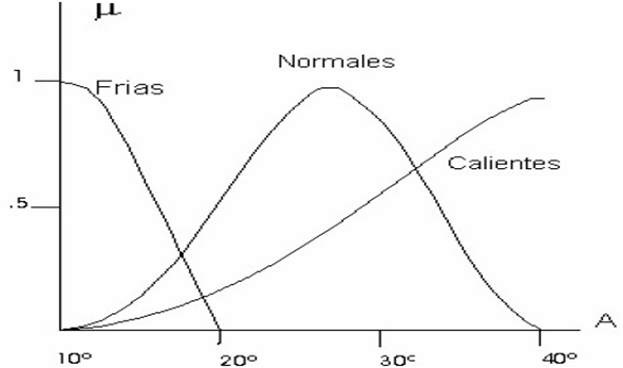 μ
Normales
1
Frias
Calientes
.5
A
10º
20º
30º
40º